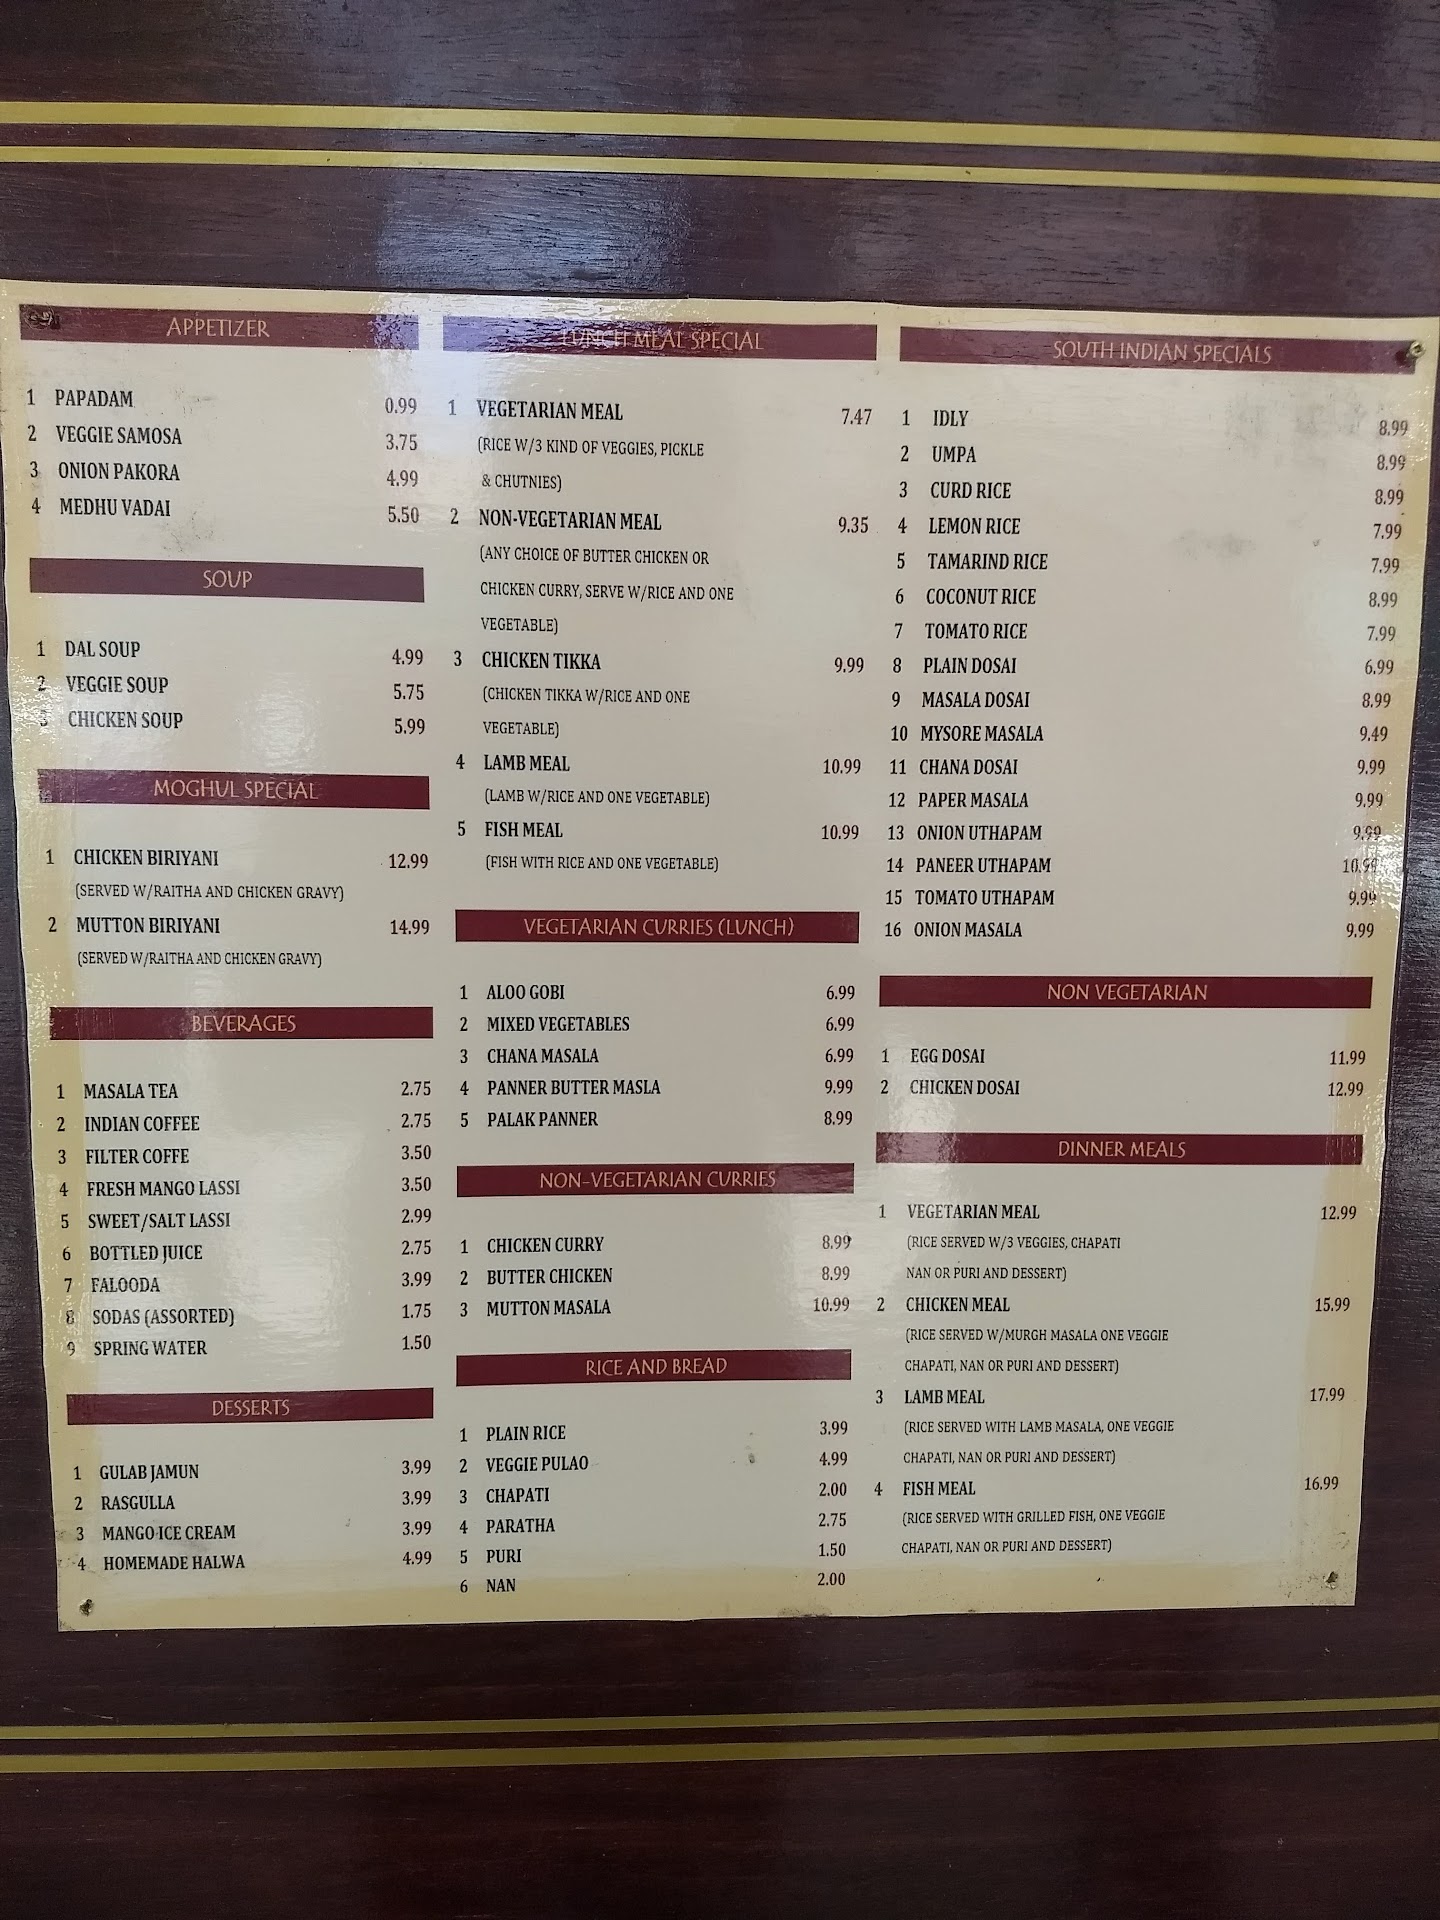 APPETIZER
1 PAPADAM 0.99
2 VEGGIE SAMOSA 3.75
3 ONION PAKORA 4.99
4 MEDHU VADAI 5.50
SOUP
1 DAL SOUP 4.99
2 VEGGIE SOUP 5.75
3 CHICKEN SOUP 5.99
MOGHUL SPECIAL
1 CHICKEN BIRIYANI 12.99
(SERVED W/RAITHA AND CHICKEN GRAVY)
2 MUTTON BIRIYANI 14.99
(SERVED W/RAITHA AND CHICKEN GRAVY)
BEVERAGES
1 MASALA TEA 2.75
2 INDIAN COFFEE 2.75
3 FILTER COFFE 3.50
4 FRESH MANGO LASSI 3.50
5 SWEET/SALT LASSI 2.99
6 BOTTLED JUICE 2.75
7 FALOODA 3.99
8 SODAS (ASSORTED) 1.75
9 SPRING WATER 1.50
DESSERTS
1 GULAB JAMUN 3.99
2 RASGULLA 3.99
3 MANGO ICE CREAM 3.99
4 HOMEMADE HALWA 4.99
LUNCH MEAL SPECIAL
1 VEGETARIAN MEAL 7.47
(RICE W/3 KIND OF VEGGIES, PICKLE
& CHUTNIES)
2 NON-VEGETARIAN MEAL 9.35
(ANY CHOICE OF BUTTER CHICKEN OR
CHICKEN CURRY, SERVE W/RICE AND ONE
VEGETABLE)
3 CHICKEN TIKKA 9.99
(CHICKEN TIKKA W/RICE AND ONE
VEGETABLE)
4 LAMB MEAL 10.99
(LAMB W/RICE AND ONE VEGETABLE)
5 FISH MEAL 10.99
(FISH WITH RICE AND ONE VEGETABLE)
VEGETARIAN CURRIES (LUNCH)
1 ALOO GOBI 6.99
2 MIXED VEGETABLES 6.99
3 CHANA MASALA 6.99
4 PANNER BUTTER MASLA 9.99
5 PALAK PANNER 8.99
NON-VEGETARIAN CURRIES
1 CHICKEN CURRY 8.99
2 BUTTER CHICKEN 8.99
3 MUTTON MASALA 10.99
RICE AND BREAD
1 PLAIN RICE 3.99
2 VEGGIE PULAO 4.99
3 CHAPATI 2.00
4 PARATHA 2.75
5 PURI 1.50
6 NAN 2.00
SOUTH INDIAN SPECIALS
1 IDLY 8.99
2 UMPA 8.99
3 CURD RICE 8.99
4 LEMON RICE 7.99
5 TAMARIND RICE 7.99
6 COCONUT RICE 8.99
7 TOMATO RICE 7.99
8 PLAIN DOSAI 6.99
9 MASALA DOSAI 8.99
10 MYSORE MASALA 9.49
11 CHANA DOSAI 9.99
12 PAPER MASALA 9.99
13 ONION UTHAPAM 9.99
14 PANEER UTHAPAM 10.99
15 TOMATO UTHAPAM 9.99
16 ONION MASALA 9.99
NON VEGETARIAN
1 EGG DOSAI 11.99
2 CHICKEN DOSAI 12.99
DINNER MEALS
1 VEGETARIAN MEAL 12.99
(RICE SERVED W/3 VEGGIES, CHAPATI
NAN OR PURI AND DESSERT)
2 CHICKEN MEAL 15.99
(RICE SERVED W/MURGH MASALA ONE VEGGIE
CHAPATI, NAN OR PURI AND DESSERT)
3 LAMB MEAL 17.99
(RICE SERVED WITH LAMB MASALA, ONE VEGGIE
CHAPATI, NAN OR PURI AND DESSERT)
4 FISH MEAL 16.99
(RICE SERVED WITH GRILLED FISH, ONE VEGGIE
CHAPATI, NAN OR PURI AND DESSERT)